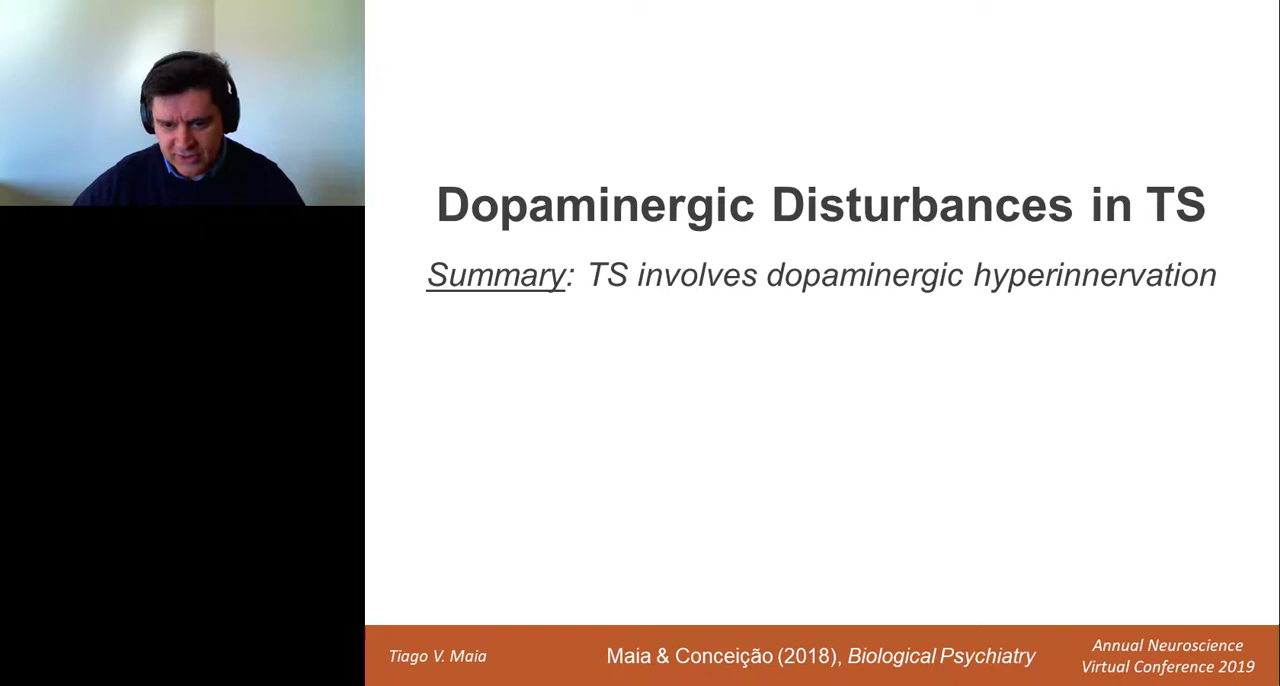 Dopaminergic Disturbances in TS
Summary: TS involves dopaminergic hyperinnervation
Tiago V. Maia
Maia & Conceição (2018), Biological Psychiatry
Annual Neuroscience
Virtual Conference 2019